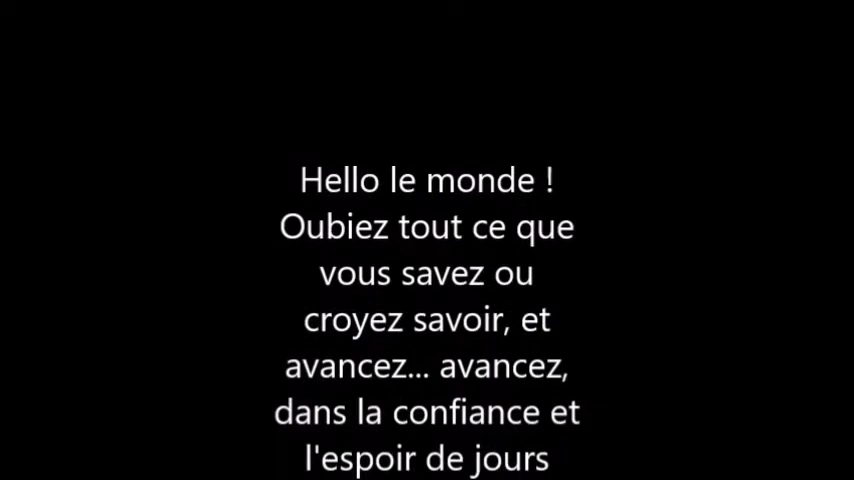 Hello le monde !
Oubiez tout ce que
vous savez ou
croyez savoir, et
avancez... avancez,
dans la confiance et
l'espoir de jours